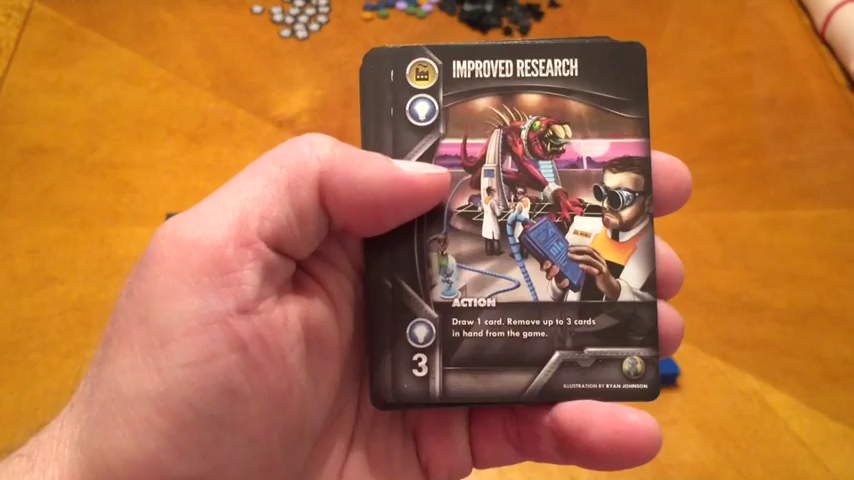 IMPROVED RESEARCH
ACTION
Draw 1 card. Remove up to 3 cards
in hand from the game.
3
ILLUSTRATION BY RYAN JOHNSON